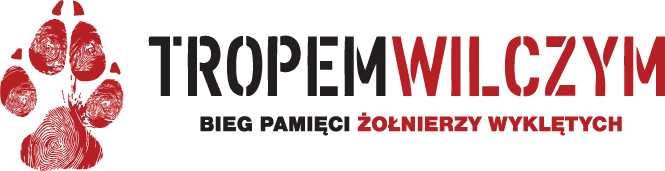 TROPEMWILCZYM
BIEG PAMIĘCI ŻOŁNIERZY WYKLĘTYCH